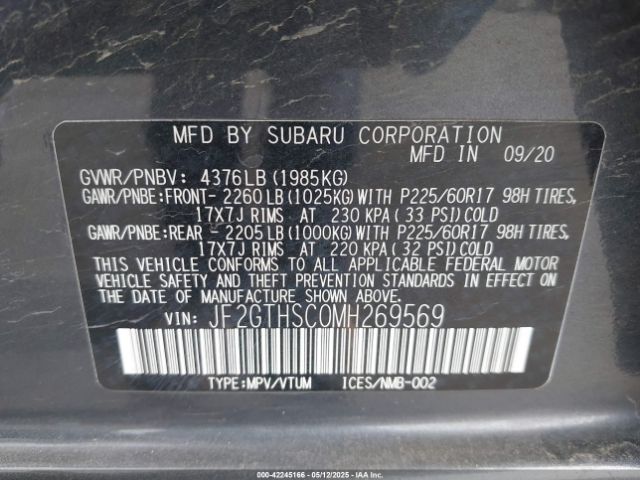 MFD BY SUBARU CORPORATION
MFD IN 09/20
GVWR/PNBV: 4376LB (1985KG)
GAWR/PNBE:FRONT- 2260LB (1025KG) WITH P225/60R17 98H TIRES,
17X7J RIMS AT 230 KPA ( 33 PSI) COLD
GAWR/PNBE:REAR - 2205LB (1000KG) WITH P225/60R17 98H TIRES,
17X7J RIMS AT 220 KPA ( 32 PSI) COLD
THIS VEHICLE CONFORMS TO ALL APPLICABLE FEDERAL MOTOR
VEHICLE SAFETY AND THEFT PREVENTION STANDARDS IN EFFECT
ON THE DATE OF MANUFACTURE SHOWN ABOVE.
VIN: JF2GTHSC0MH269569
TYPE:MPV/VTUM ICES/NMB-002
000-42245166 - 05/12/2025 - IAAI.COM